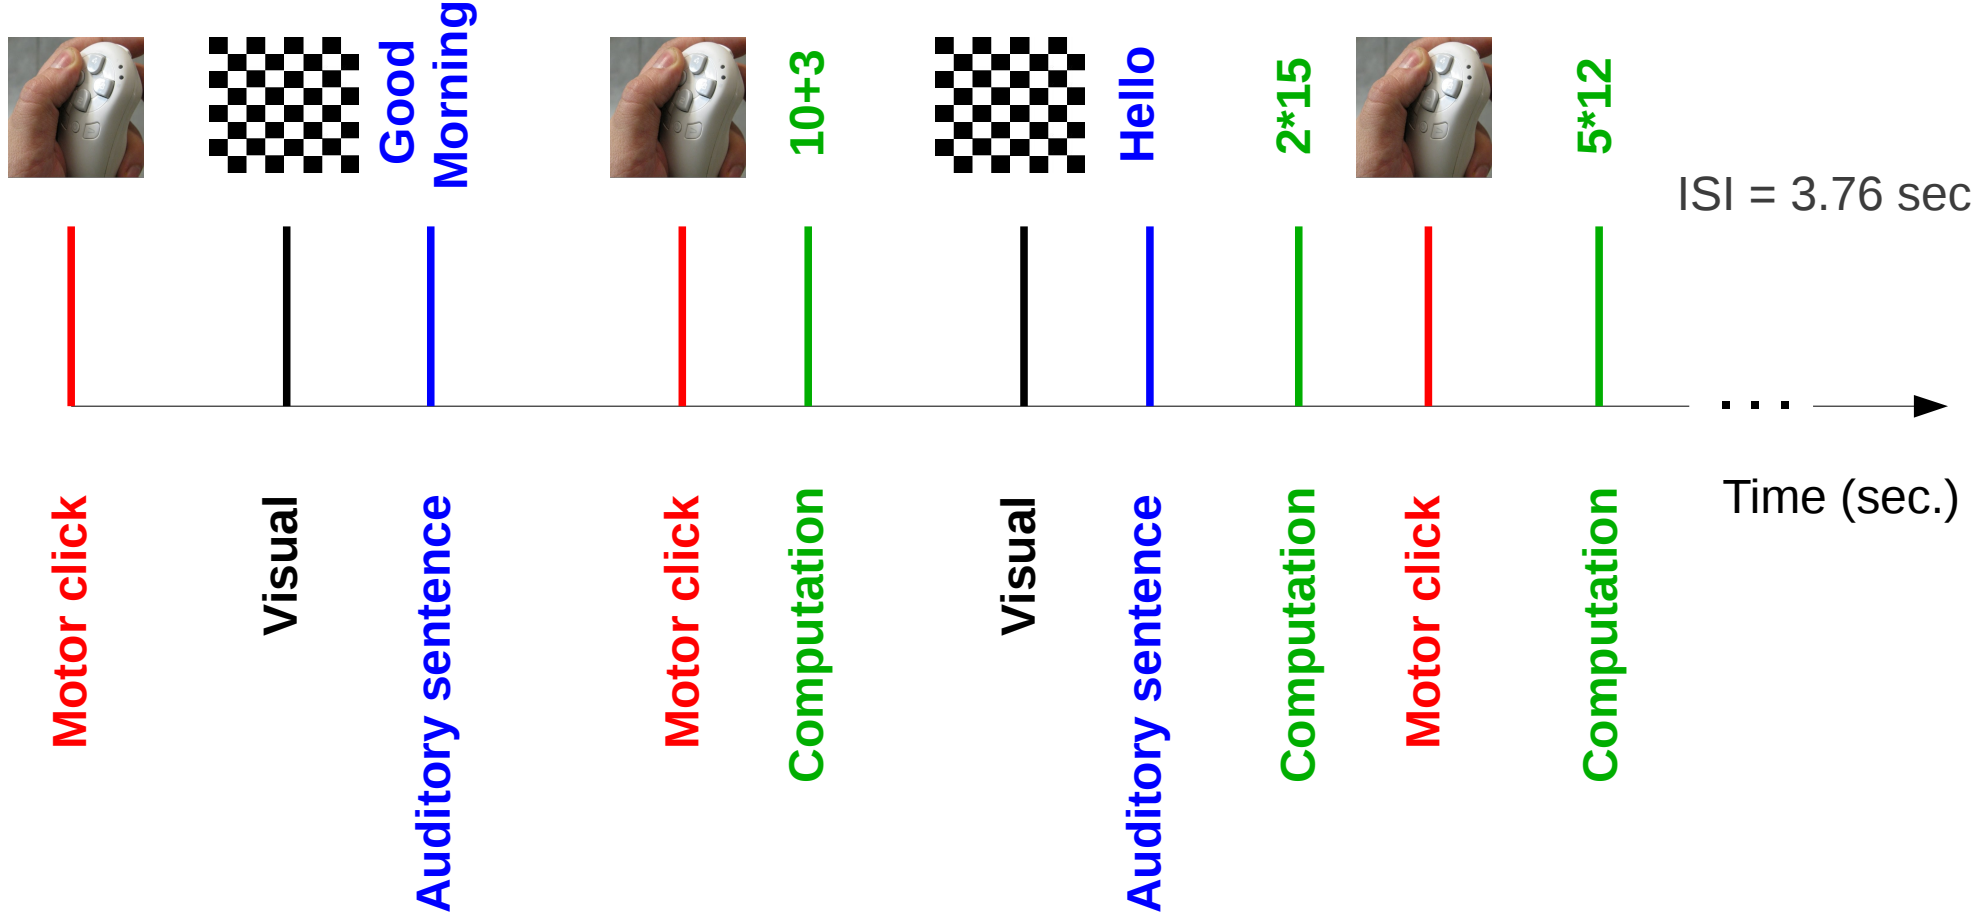 Good
Morning
10+3
Hello
2*15
5*12
ISI = 3.76 sec
. . .
Time (sec.)
Motor click
Visual
Auditory sentence
Motor click
Computation
Visual
Auditory sentence
Computation
Motor click
Computation